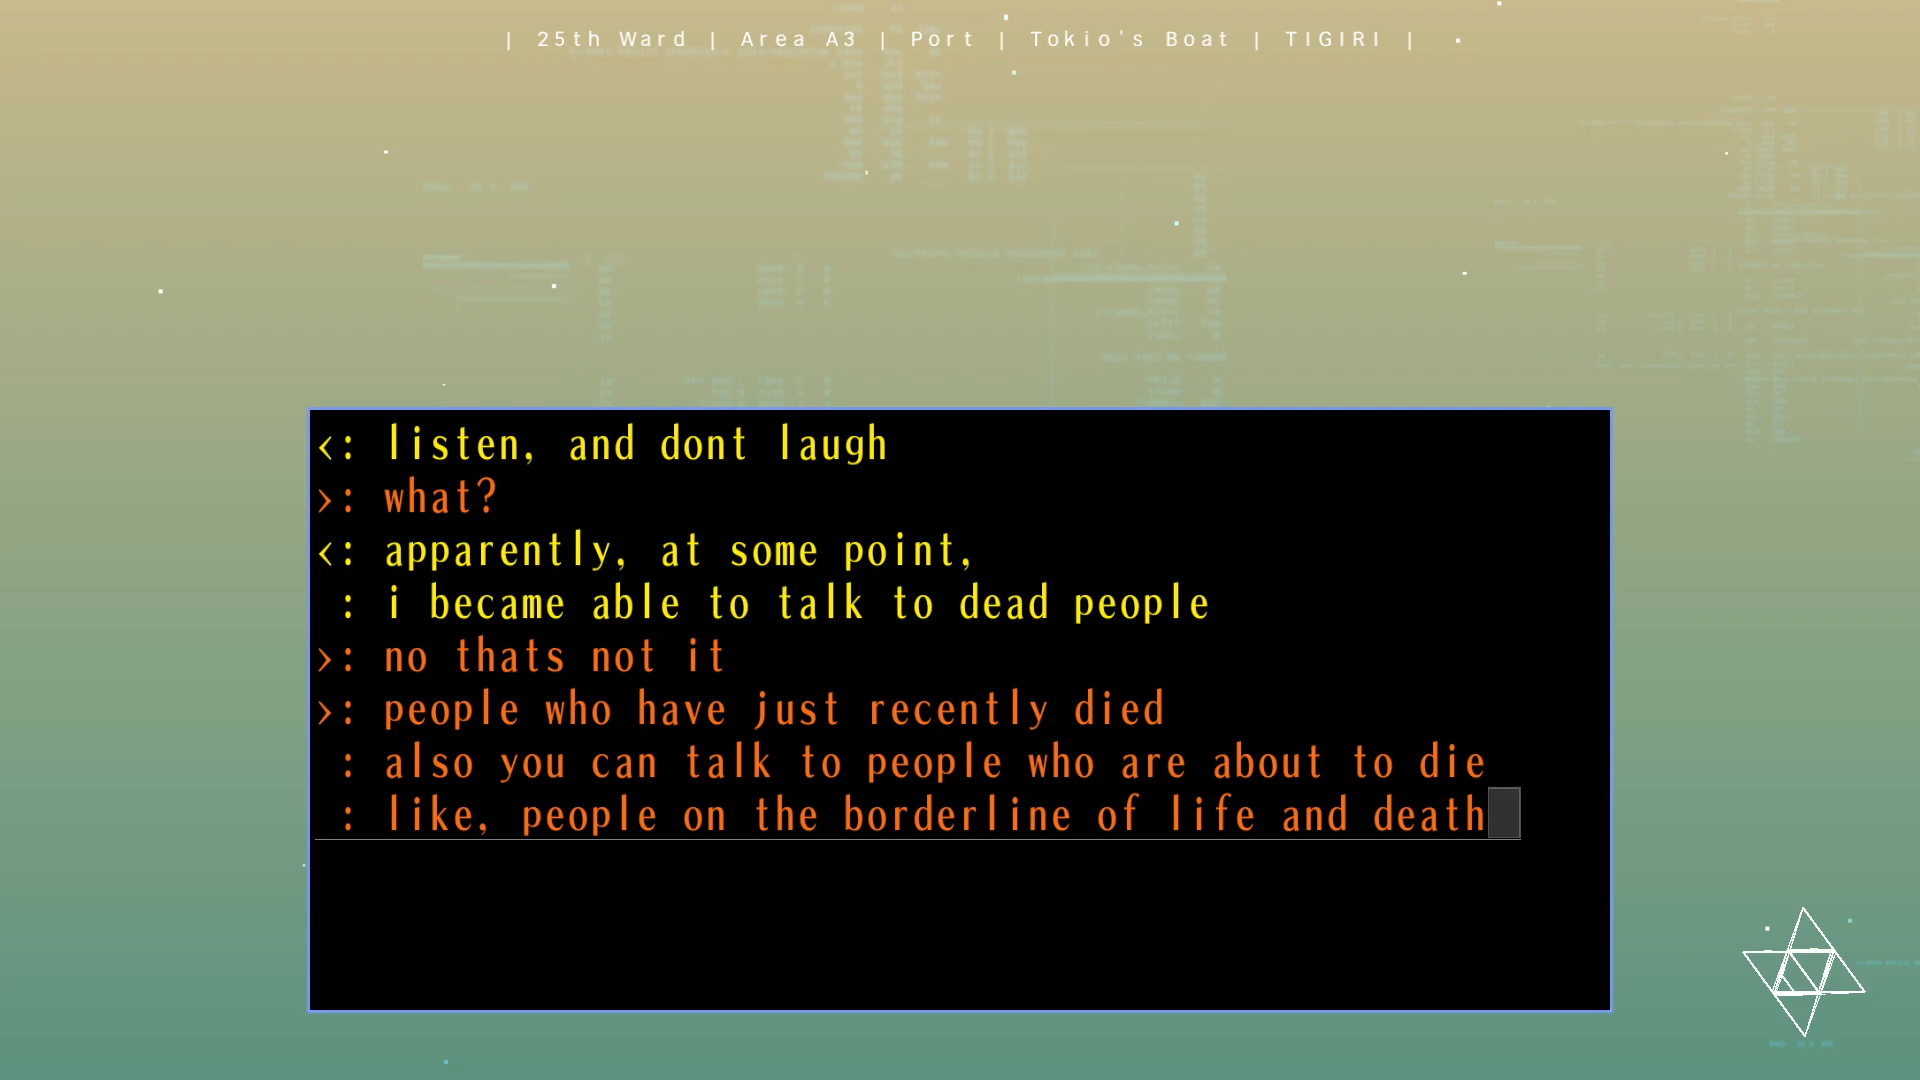 | 25th Ward | Area A3 | Port | Tokio's Boat | TIGIRI |
<: listen, and dont laugh
>: what?
<: apparently, at some point,
: i became able to talk to dead people
>: no thats not it
>: people who have just recently died
: also you can talk to people who are about to die
: like, people on the borderline of life and death